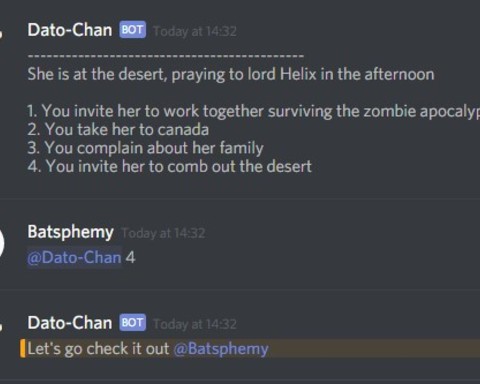 Dato-Chan BOT Today at 14:32
--------------------------------------------
She is at the desert, praying to lord Helix in the afternoon
1. You invite her to work together surviving the zombie
2. You take her to canada
3. You complain about her family
4. You invite her to comb out the desert
Batsphemy Today at 14:32
@Dato-Chan 4
Dato-Chan BOT Today at 14:32
Let's go check it out @Batsphemy